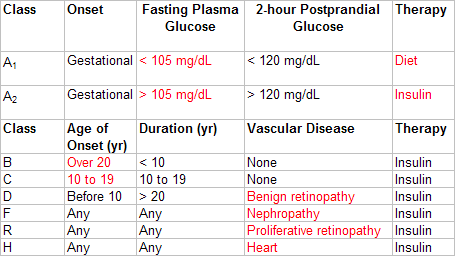 Class Onset Fasting Plasma Glucose 2-hour Postprandial Glucose Therapy
A1 Gestational < 105 mg/dL < 120 mg/dL Diet
A2 Gestational > 105 mg/dL > 120 mg/dL Insulin
Class Age of Onset (yr) Duration (yr) Vascular Disease Therapy
B Over 20 < 10 None Insulin
C 10 to 19 10 to 19 None Insulin
D Before 10 > 20 Benign retinopathy Insulin
F Any Any Nephropathy Insulin
R Any Any Proliferative retinopathy Insulin
H Any Any Heart Insulin